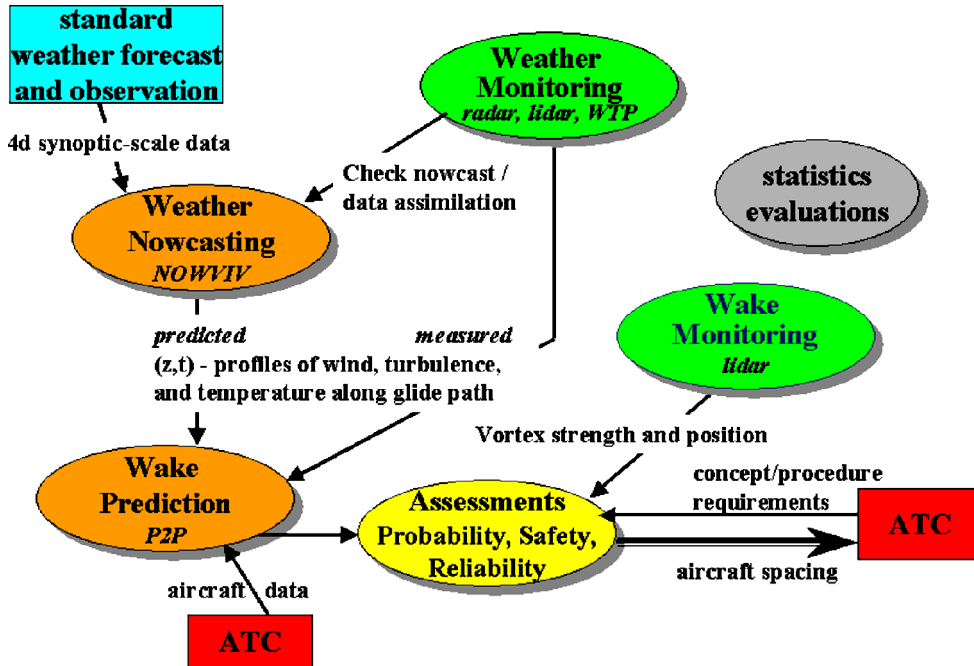 standard
weather forecast
and observation
Weather
Monitoring
radar, lidar, WTP
4d synoptic-scale data
Check nowcast /
data assimilation
statistics
evaluations
Weather
Nowcasting
NOWVIV
Wake
Monitoring
lidar
predicted
measured
(z,t) - profiles of wind, turbulence,
and temperature along glide path
Vortex strength and position
Wake
Prediction
P2P
Assessments
Probability, Safety,
Reliability
concept/procedure
requirements
ATC
aircraft spacing
aircraft data
ATC